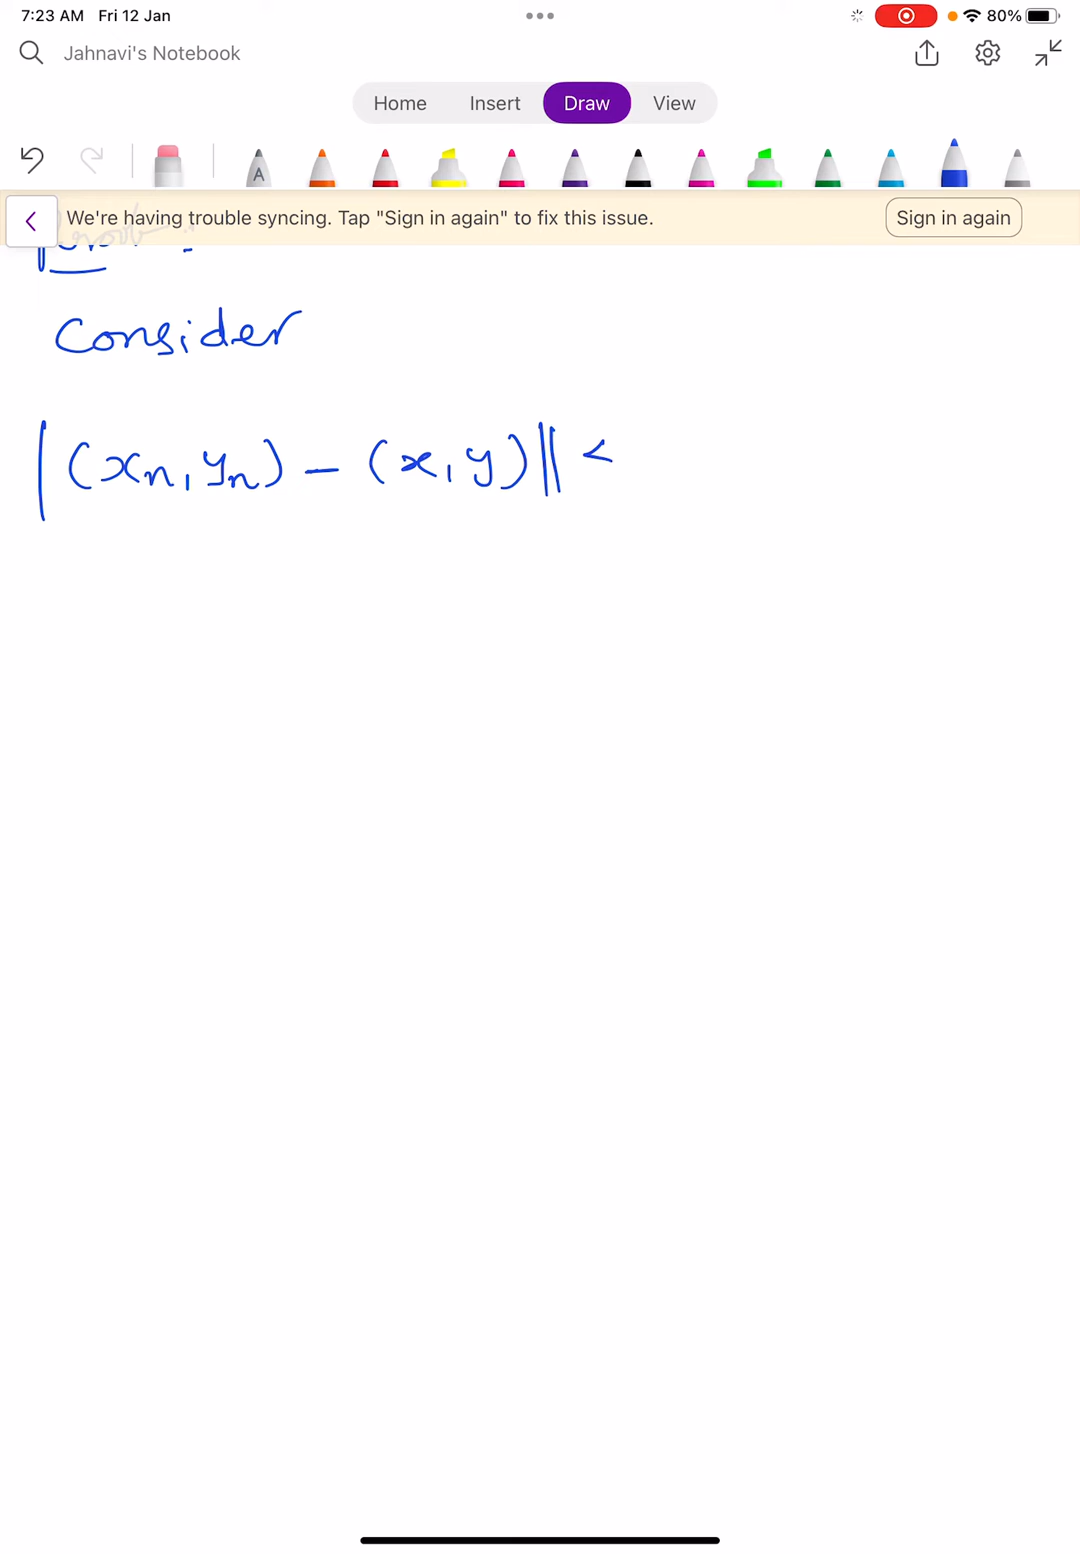 7:23 AM Fri 12 Jan
80%
Jahnavi's Notebook
Home Insert Draw View
A
We're having trouble syncing. Tap "Sign in again" to fix this issue.
Sign in again
Consider
|(xn, yn) - (x, y)|| <